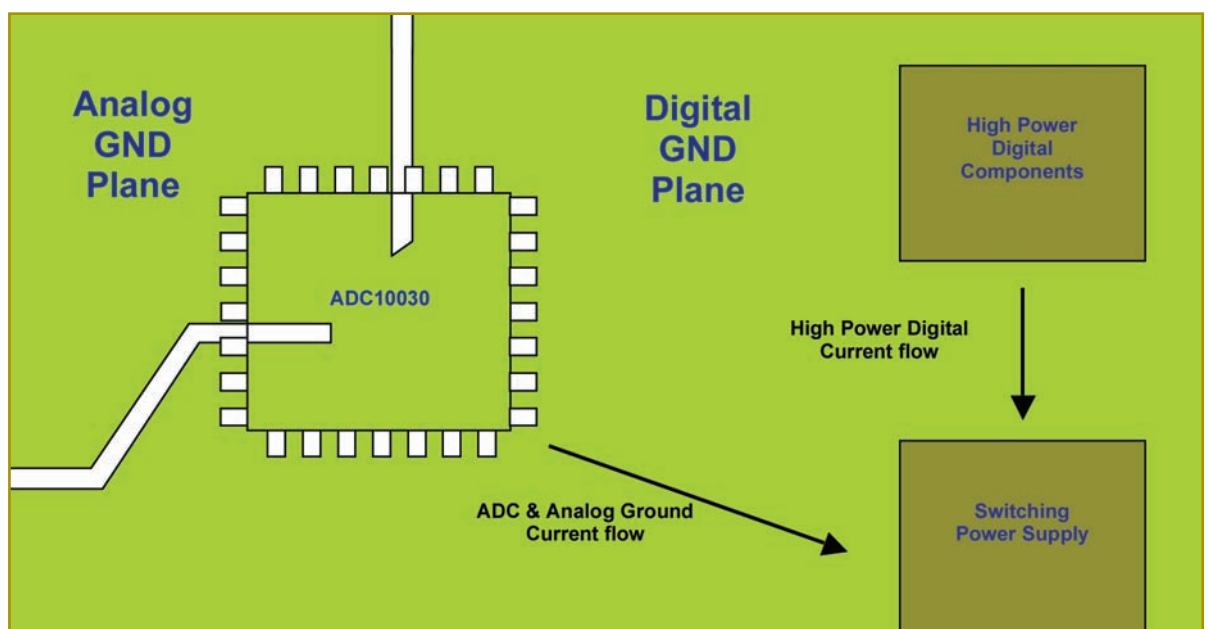 Analog
GND
Plane
Digital
GND
Plane
High Power
Digital
Components
ADC10030
High Power Digital
Current flow
ADC & Analog Ground
Current flow
Switching
Power Supply